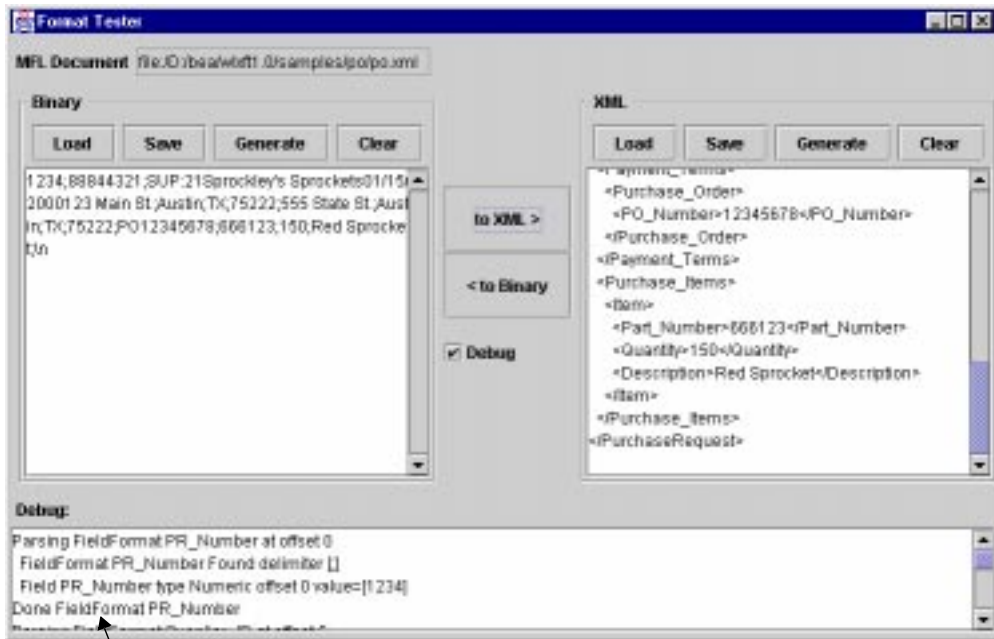 Format Tester
MFL Document file:/D:/bea/wlxft1.0/samples/po/po.xml
Binary
Load Save Generate Clear
1234;88844321;SUP:21Sprockley's Sprockets01/15/
2000123 Main St.;Austin;TX;75222;555 State St.;Aust
in;TX;75222;PO12345678;666123;150;Red Sprocke
t;\n
to XML >
< to Binary
Debug
XML
Load Save Generate Clear
</Payment_Terms>
<Purchase_Order>
<PO_Number>12345678</PO_Number>
</Purchase_Order>
</Payment_Terms>
<Purchase_Items>
<Item>
<Part_Number>666123</Part_Number>
<Quantity>150</Quantity>
<Description>Red Sprocket</Description>
</Item>
</Purchase_Items>
</PurchaseRequest>
Debug:
Parsing FieldFormat PR_Number at offset 0
FieldFormat PR_Number Found delimiter [;]
Field PR_Number type Numeric offset 0 value=[1234]
Done FieldFormat PR_Number